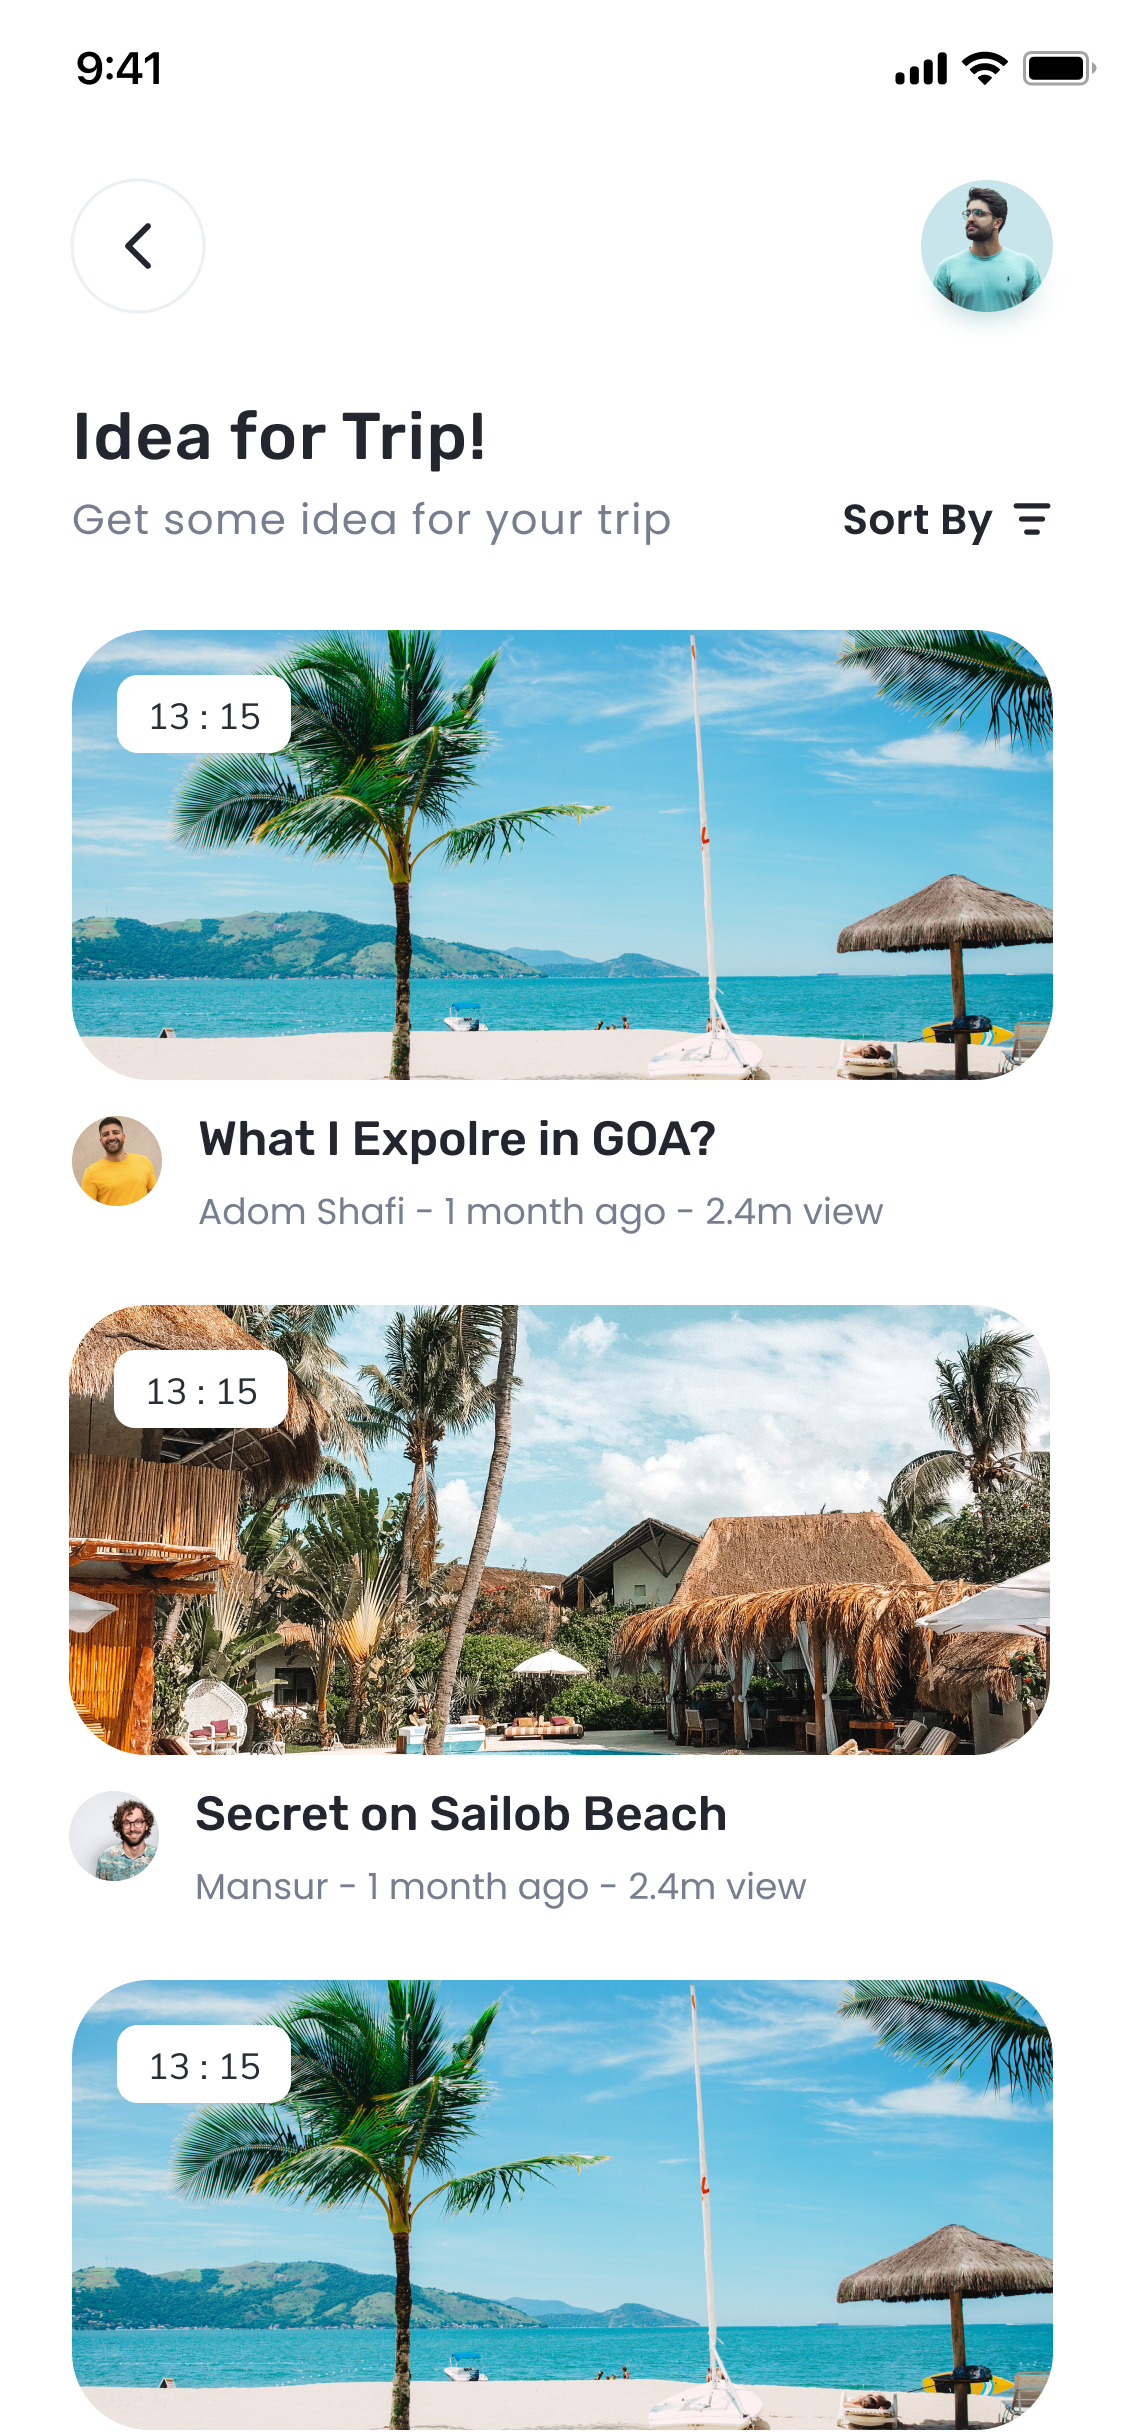 9:41
Idea for Trip!
Get some idea for your trip
Sort By
13 : 15
What I Expolre in GOA?
Adom Shafi - 1 month ago - 2.4m view
13 : 15
Secret on Sailob Beach
Mansur - 1 month ago - 2.4m view
13 : 15